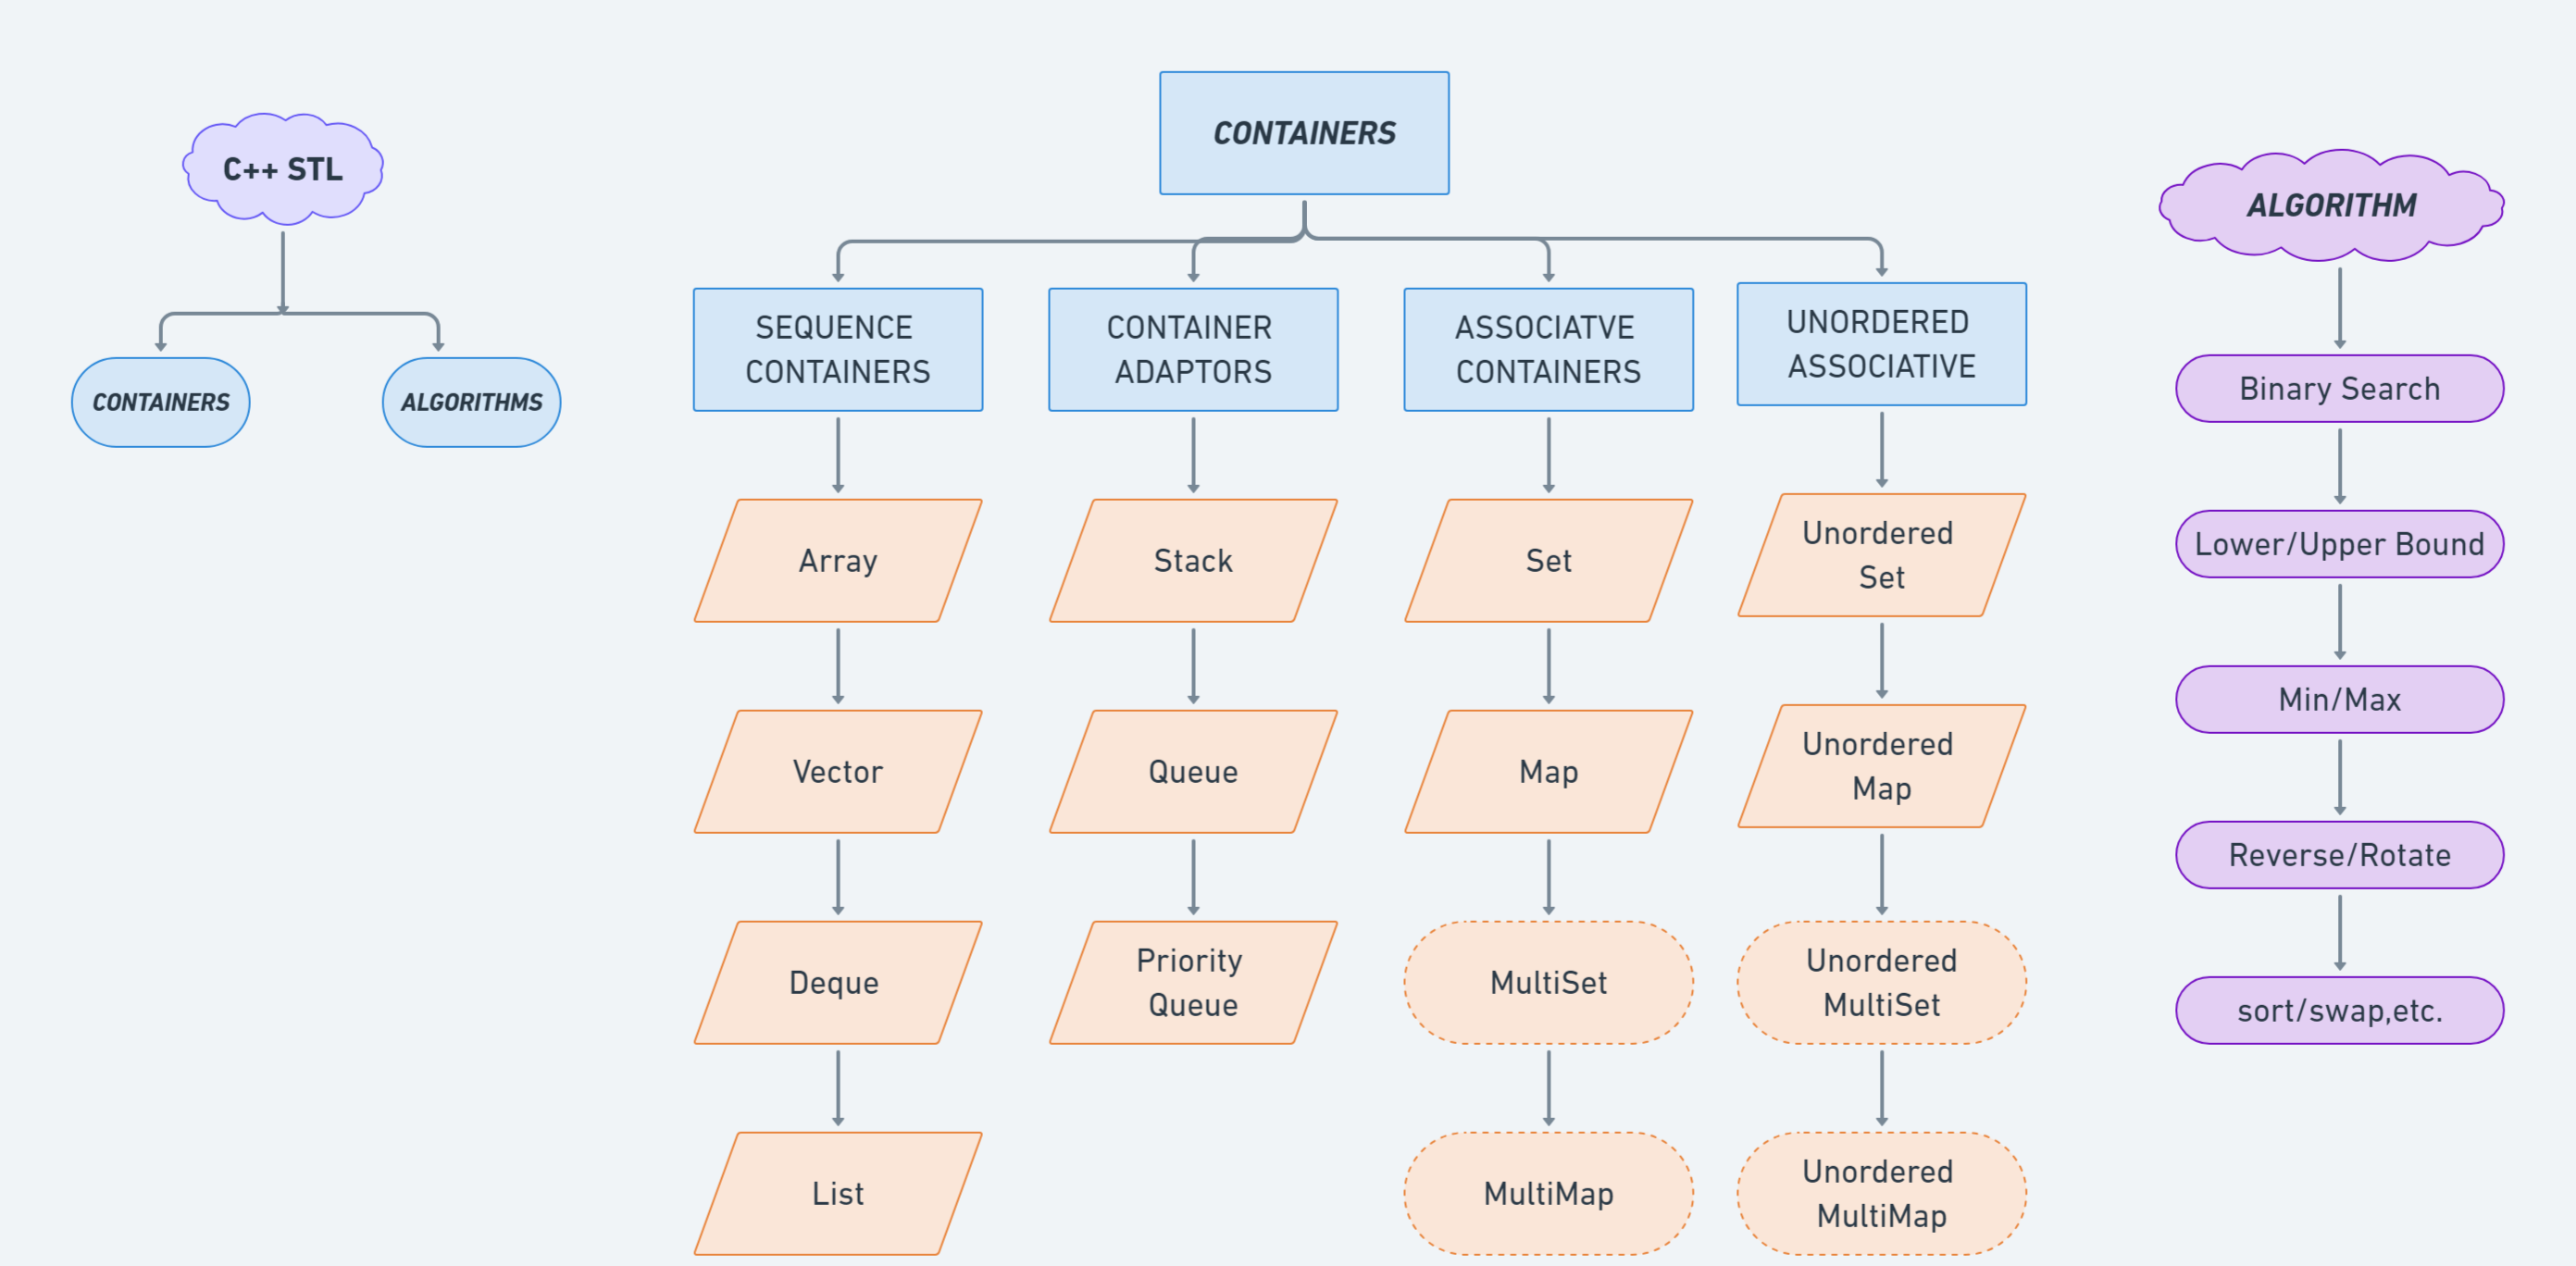 C++ STL
CONTAINERS
ALGORITHMS
CONTAINERS
SEQUENCE
CONTAINERS
Array
Vector
Deque
List
CONTAINER
ADAPTORS
Stack
Queue
Priority
Queue
ASSOCIATVE
CONTAINERS
Set
Map
MultiSet
MultiMap
UNORDERED
ASSOCIATIVE
Unordered
Set
Unordered
Map
Unordered
MultiSet
Unordered
MultiMap
ALGORITHM
Binary Search
Lower/Upper Bound
Min/Max
Reverse/Rotate
sort/swap,etc.